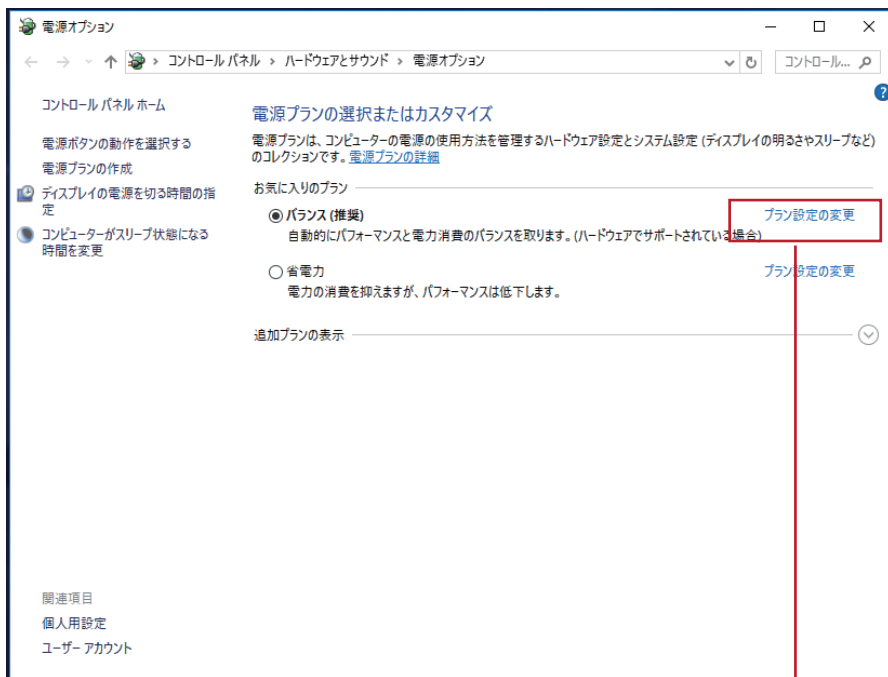 電源オプション
コントロール パネル › ハードウェアとサウンド › 電源オプション
コントロール...
コントロール パネル ホーム
電源ボタンの動作を選択する
電源プランの作成
ディスプレイの電源を切る時間の指
定
コンピューターがスリープ状態になる
時間を変更
電源プランの選択またはカスタマイズ
電源プランは、コンピューターの電源の使用方法を管理するハードウェア設定とシステム設定 (ディスプレイの明るさやスリープなど)
のコレクションです。電源プランの詳細
お気に入りのプラン
バランス (推奨)
プラン設定の変更
自動的にパフォーマンスと電力消費のバランスを取ります。(ハードウェアでサポートされている場合)
省電力
プラン設定の変更
電力の消費を抑えますが、パフォーマンスは低下します。
追加プランの表示
関連項目
個人用設定
ユーザー アカウント